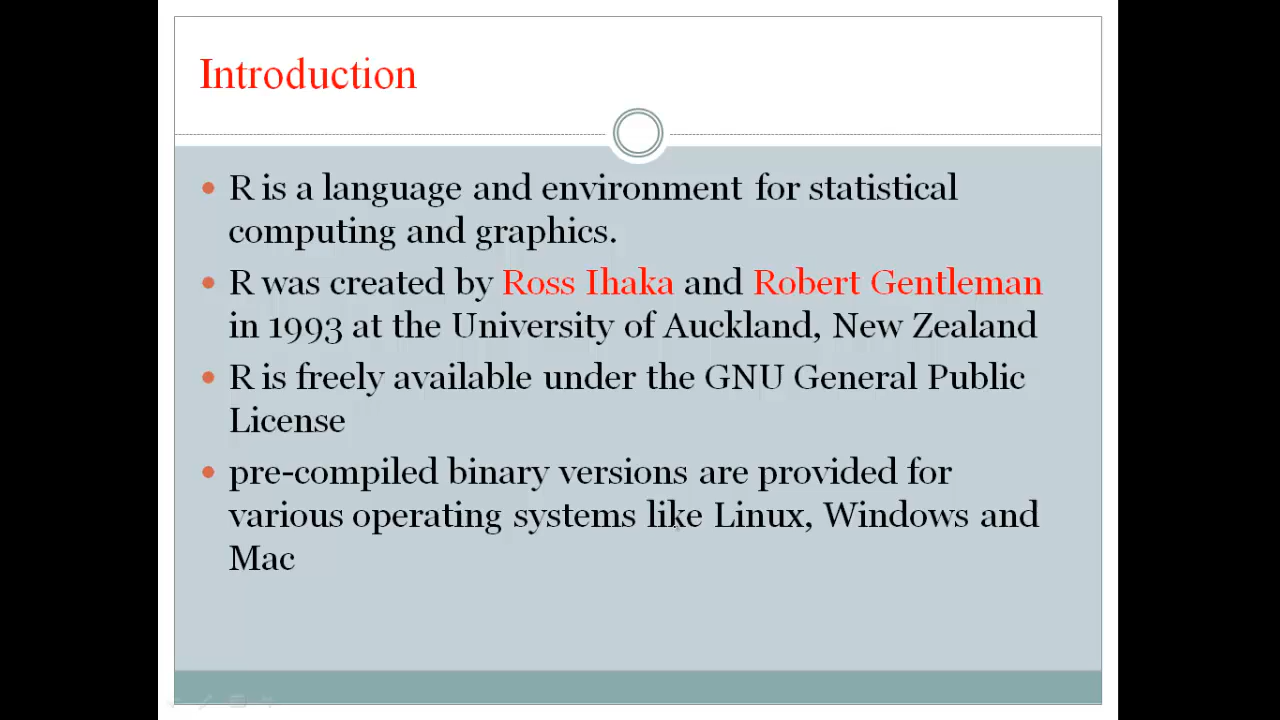 Introduction
R is a language and environment for statistical
computing and graphics.
R was created by Ross Ihaka and Robert Gentleman
in 1993 at the University of Auckland, New Zealand
R is freely available under the GNU General Public
License
pre-compiled binary versions are provided for
various operating systems like Linux, Windows and
Mac